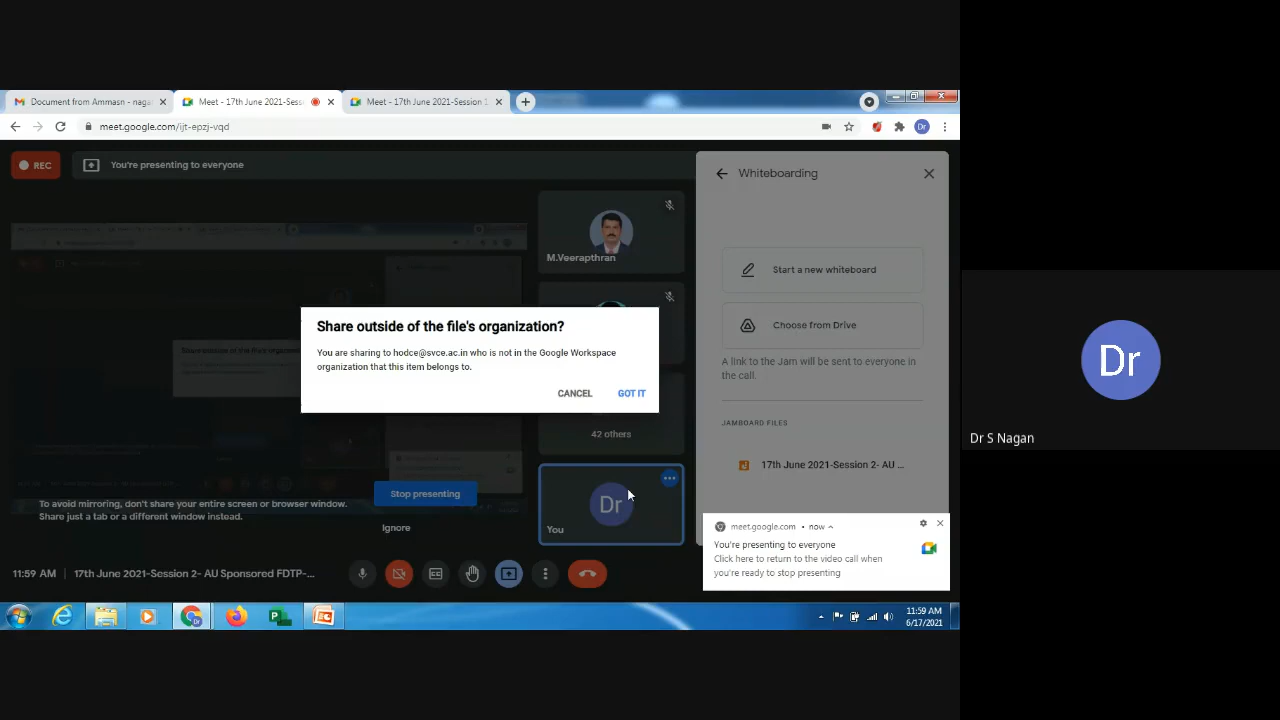 Document from Ammasn - naga
Meet - 17th June 2021-Sessi
Meet - 17th June 2021-Session 1
meet.google.com/ijt-epzj-vqd
Dr
REC
You're presenting to everyone
Whiteboarding
M.Veerapthran
Start a new whiteboard
Choose from Drive
A link to the Jam will be sent to everyone in
the call.
JAMBOARD FILES
17th June 2021-Session 2- AU ...
Share outside of the file's organization?
You are sharing to hodce@svce.ac.in who is not in the Google Workspace
organization that this item belongs to.
CANCEL
GOT IT
42 others
Dr
You
To avoid mirroring, don't share your entire screen or browser window.
Share just a tab or a different window instead.
Stop presenting
Ignore
meet.google.com • now
You're presenting to everyone
Click here to return to the video call when
you're ready to stop presenting
11:59 AM | 17th June 2021-Session 2- AU Sponsored FDTP-...
11:59 AM
6/17/2021
Dr
Dr S Nagan